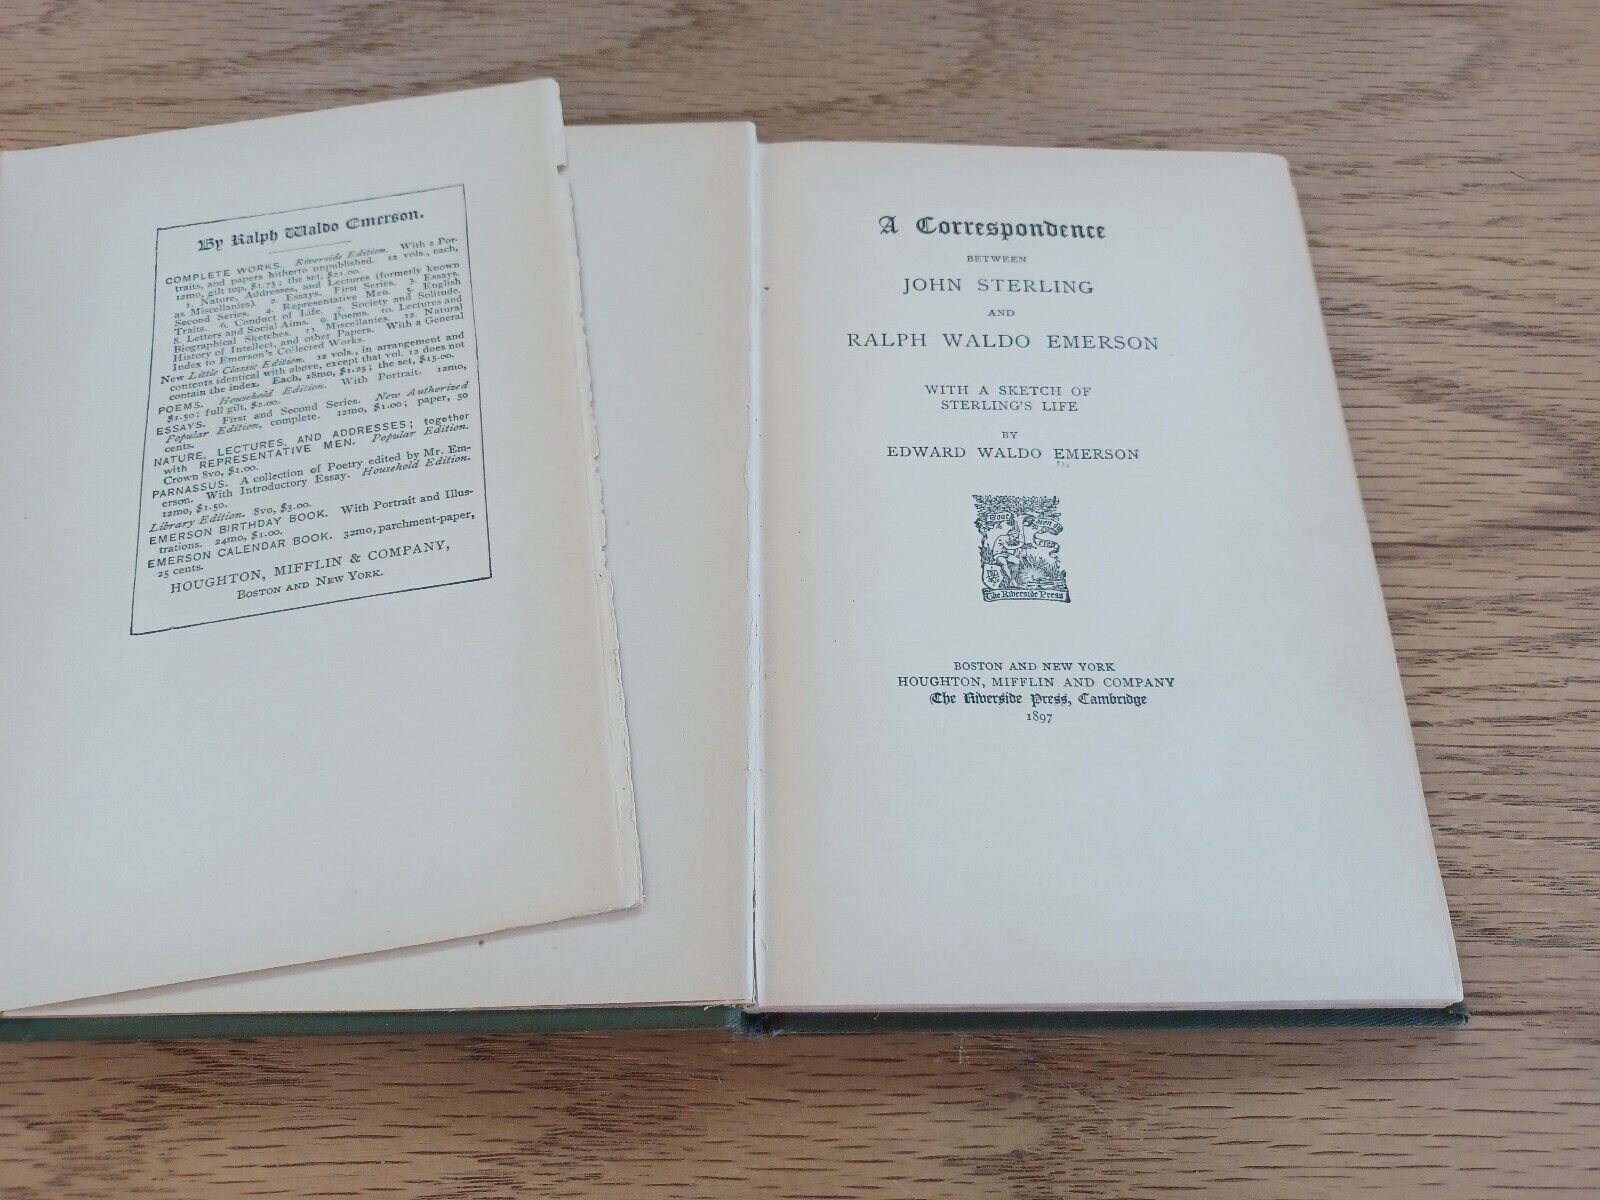 By Ralph Waldo Emerson.
COMPLETE WORKS. Riverside Edition. With 2 Por-
traits, and papers hitherto unpublished. 12 vols., each,
12mo, gilt top, $1.75; the set, $21.00.
1. Nature, Addresses, and Lectures (formerly known
as Miscellanies). 2. Essays. First Series. 3. Essays.
Second Series. 4. Representative Men. 5. English
Traits. 6. Conduct of Life. 7. Society and Solitude.
8. Letters and Social Aims. 9. Poems. 10. Lectures and
Biographical Sketches. 11. Miscellanies. 12. Natural
History of Intellect, and other Papers. With a General
Index to Emerson's Collected Works.
New Little Classic Edition. 12 vols., in arrangement and
contents identical with above, except that vol. 12 does not
contain the index. Each, 18mo, $1.25; the set, $15.00.
POEMS. Household Edition. With Portrait. 12mo,
$1.50; full gilt, $2.00.
ESSAYS. First and Second Series. New Authorized
Popular Edition, complete. 12mo, $1.00; paper, 50
cents.
NATURE, LECTURES, AND ADDRESSES; together
with REPRESENTATIVE MEN. Popular Edition.
Crown 8vo, $1.00.
PARNASSUS. A collection of Poetry edited by Mr. Em-
erson. With Introductory Essay. Household Edition.
12mo, $1.50.
Library Edition. 8vo, $3.00.
EMERSON BIRTHDAY BOOK. With Portrait and Illus-
trations. 24mo, $1.00.
EMERSON CALENDAR BOOK. 32mo, parchment-paper,
25 cents.
HOUGHTON, MIFFLIN & COMPANY,
BOSTON AND NEW YORK.
A Correspondence
BETWEEN
JOHN STERLING
AND
RALPH WALDO EMERSON
WITH A SKETCH OF
STERLING'S LIFE
BY
EDWARD WALDO EMERSON
Tout bien ou rien
The Riverside Press
BOSTON AND NEW YORK
HOUGHTON, MIFFLIN AND COMPANY
The Riverside Press, Cambridge
1897